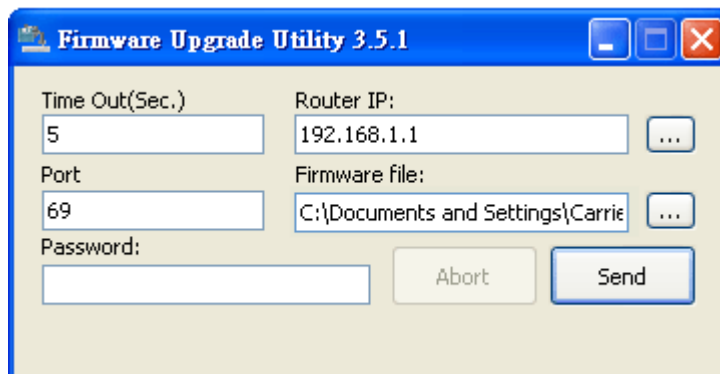 Firmware Upgrade Utility 3.5.1
Time Out(Sec.) Router IP:
5 192.168.1.1 ...
Port Firmware file:
69 C:\Documents and Settings\Carrie ...
Password:
Abort Send